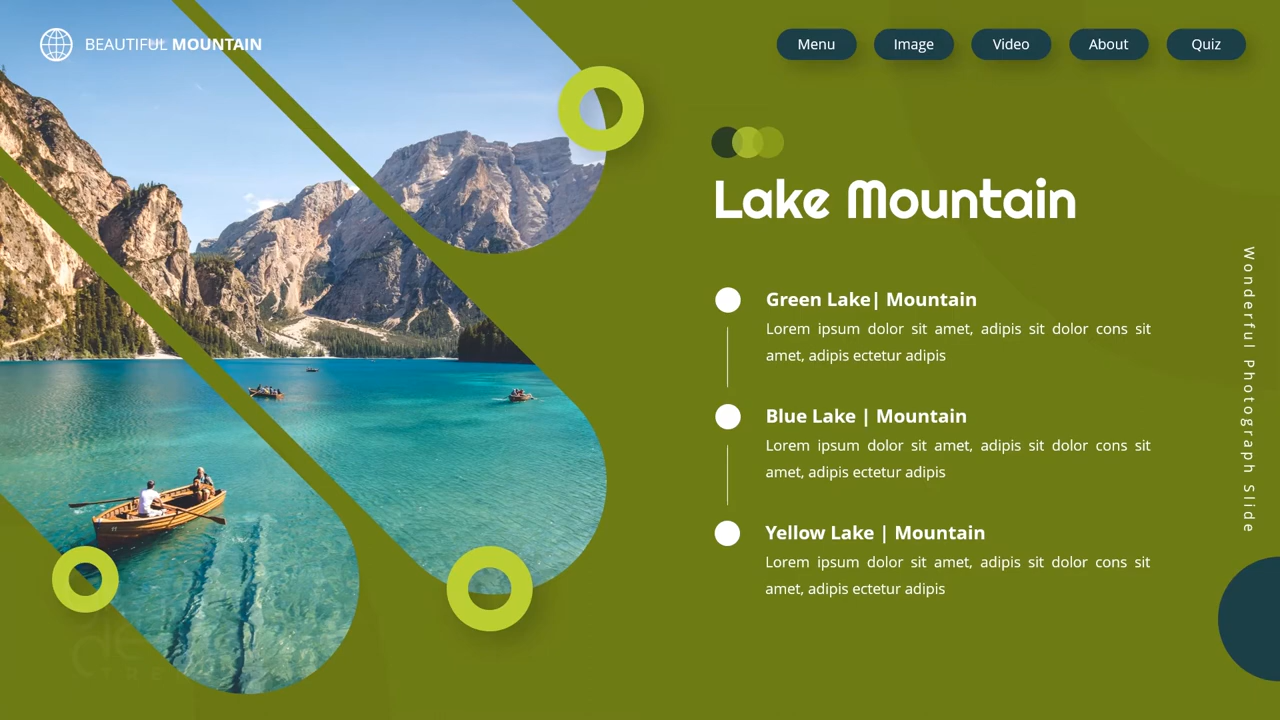 BEAUTIFUL MOUNTAIN
Menu
Image
Video
About
Quiz
Lake Mountain
Green Lake| Mountain
Lorem ipsum dolor sit amet, adipis sit dolor cons sit
amet, adipis ectetur adipis
Blue Lake | Mountain
Lorem ipsum dolor sit amet, adipis sit dolor cons sit
amet, adipis ectetur adipis
Yellow Lake | Mountain
Lorem ipsum dolor sit amet, adipis sit dolor cons sit
amet, adipis ectetur adipis
Wonderful Photograph Slide